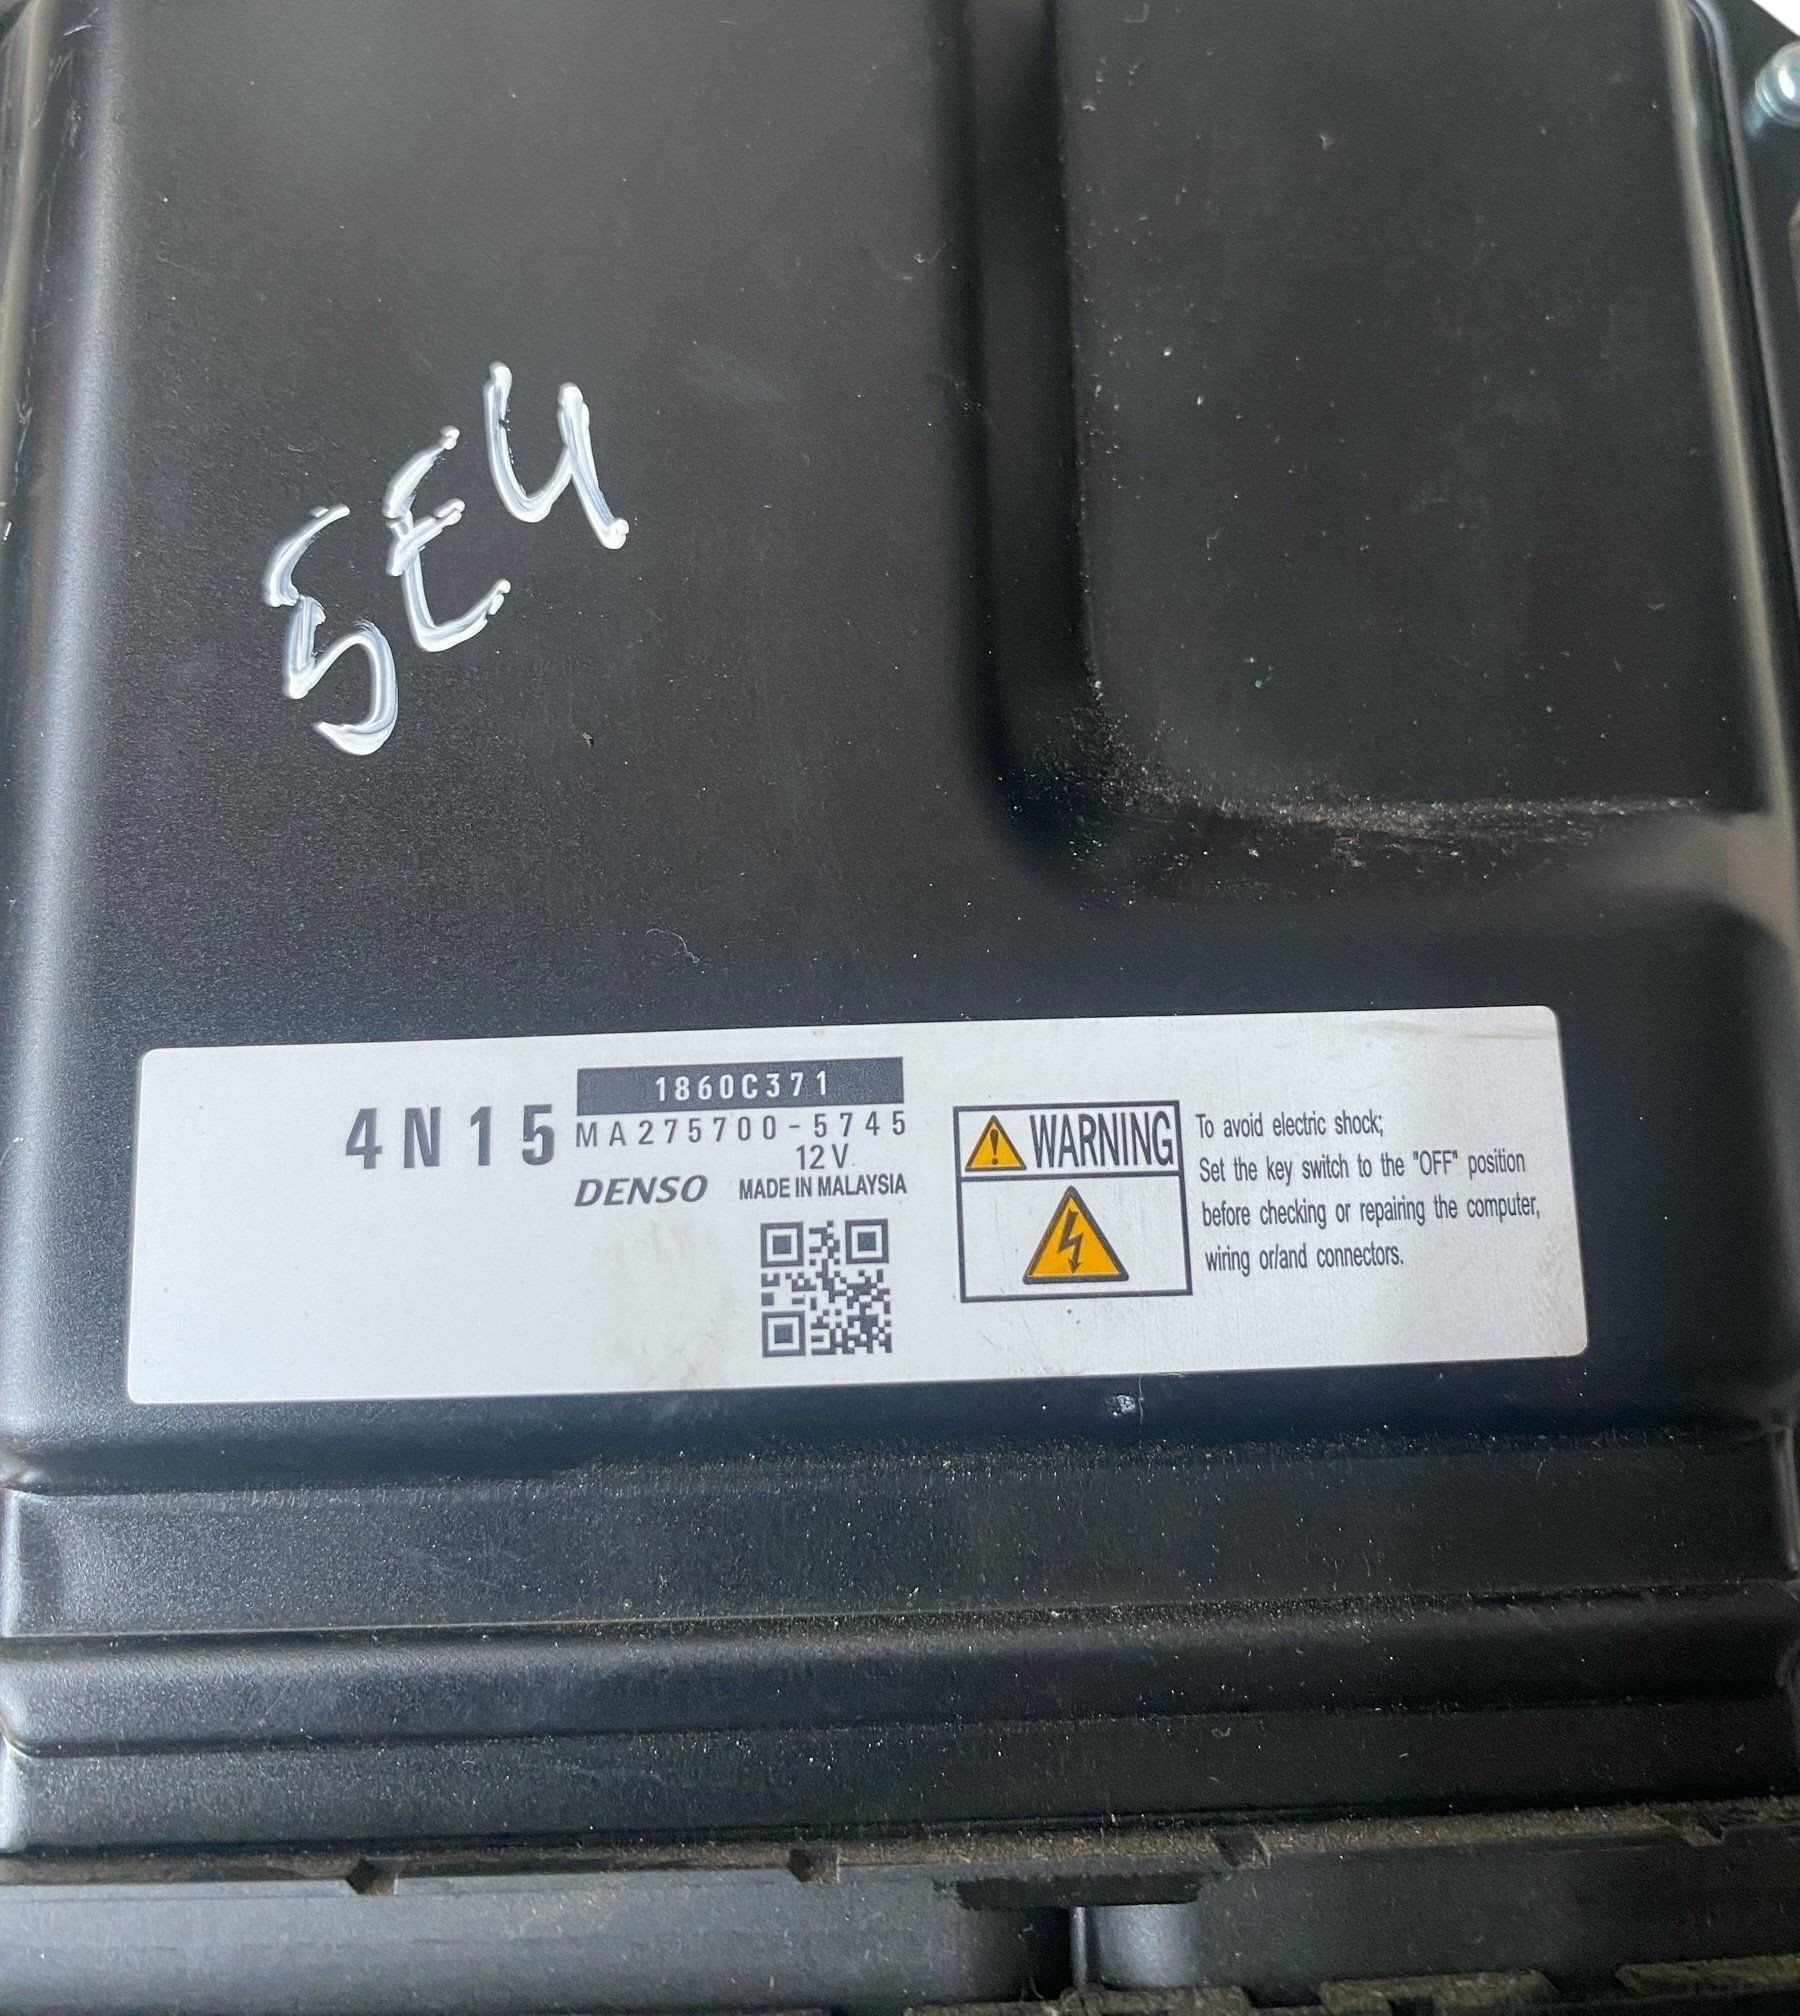 5E4
4N15
1860C371
MA275700-5745
12V
DENSO MADE IN MALAYSIA
WARNING
To avoid electric shock;
Set the key switch to the "OFF" position
before checking or repairing the computer,
wiring or/and connectors.